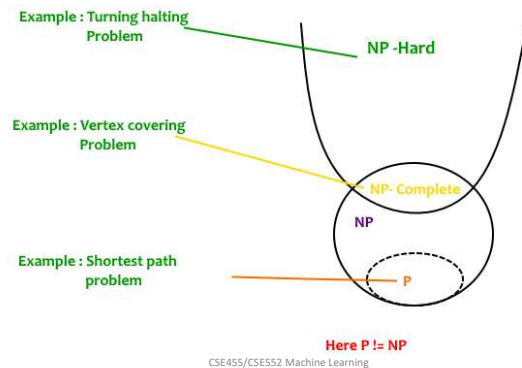 Example : Turning halting
Problem
NP -Hard
Example : Vertex covering
Problem
NP- Complete
NP
Example : Shortest path
problem
P
Here P != NP
CSE455/CSE552 Machine Learning